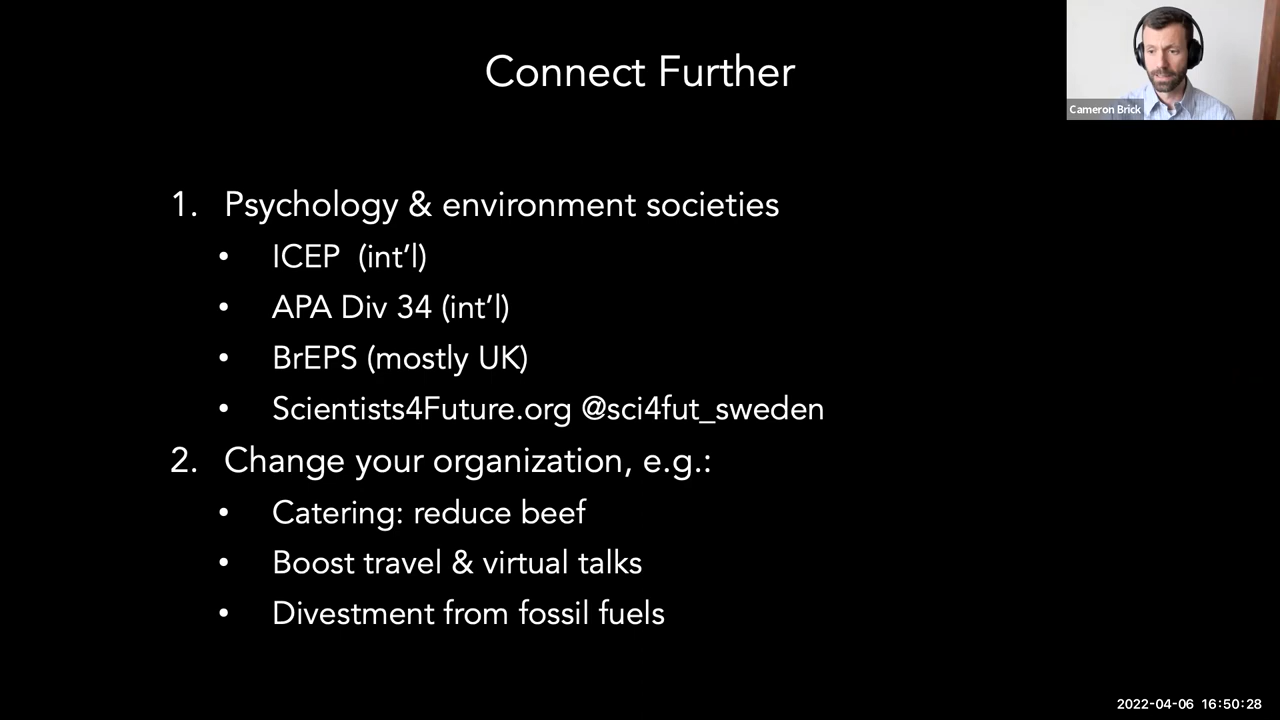 Connect Further
Cameron Brick
1. Psychology & environment societies
• ICEP (int’l)
• APA Div 34 (int’l)
• BrEPS (mostly UK)
• Scientists4Future.org @sci4fut_sweden
2. Change your organization, e.g.:
• Catering: reduce beef
• Boost travel & virtual talks
• Divestment from fossil fuels
2022-04-06 16:50:28